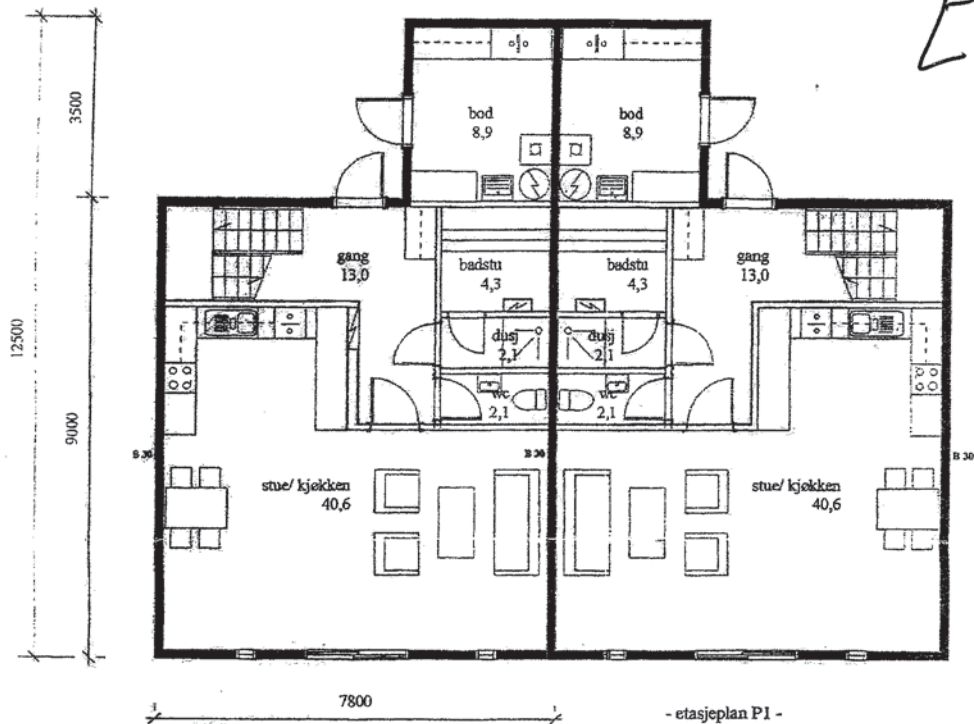 bod
8,9
bod
8,9
3500
gang
13,0
badstu
4,3
badstu
4,3
gang
13,0
12500
dusj
2,1
dusj
2,1
9000
wc
2,1
wc
2,1
B 30
B 30
B 30
stue/ kjøkken
40,6
stue/ kjøkken
40,6
7800
- etasjeplan P1 -